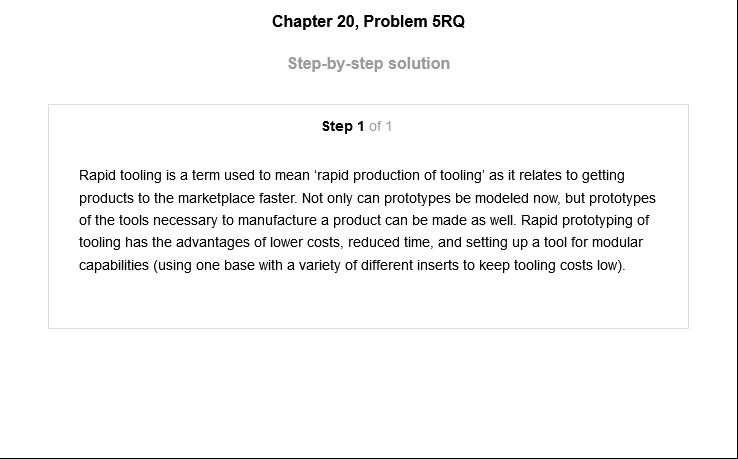 Chapter 20, Problem 5RQ
Step-by-step solution
Step 1 of 1
Rapid tooling is a term used to mean ‘rapid production of tooling’ as it relates to getting
products to the marketplace faster. Not only can prototypes be modeled now, but prototypes
of the tools necessary to manufacture a product can be made as well. Rapid prototyping of
tooling has the advantages of lower costs, reduced time, and setting up a tool for modular
capabilities (using one base with a variety of different inserts to keep tooling costs low).